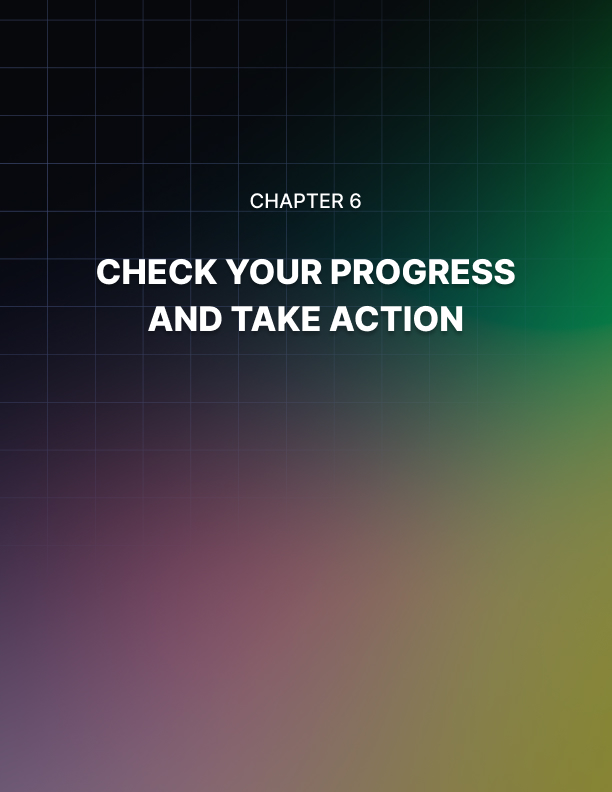 CHAPTER 6
CHECK YOUR PROGRESS
AND TAKE ACTION